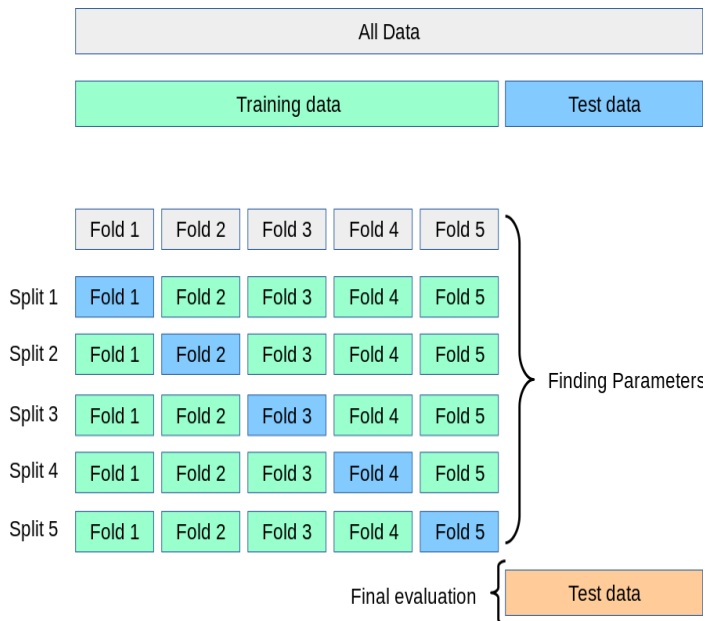 All Data
Training data Test data
Fold 1 Fold 2 Fold 3 Fold 4 Fold 5
Split 1 Fold 1 Fold 2 Fold 3 Fold 4 Fold 5
Split 2 Fold 1 Fold 2 Fold 3 Fold 4 Fold 5
Finding Parameters
Split 3 Fold 1 Fold 2 Fold 3 Fold 4 Fold 5
Split 4 Fold 1 Fold 2 Fold 3 Fold 4 Fold 5
Split 5 Fold 1 Fold 2 Fold 3 Fold 4 Fold 5
Final evaluation Test data